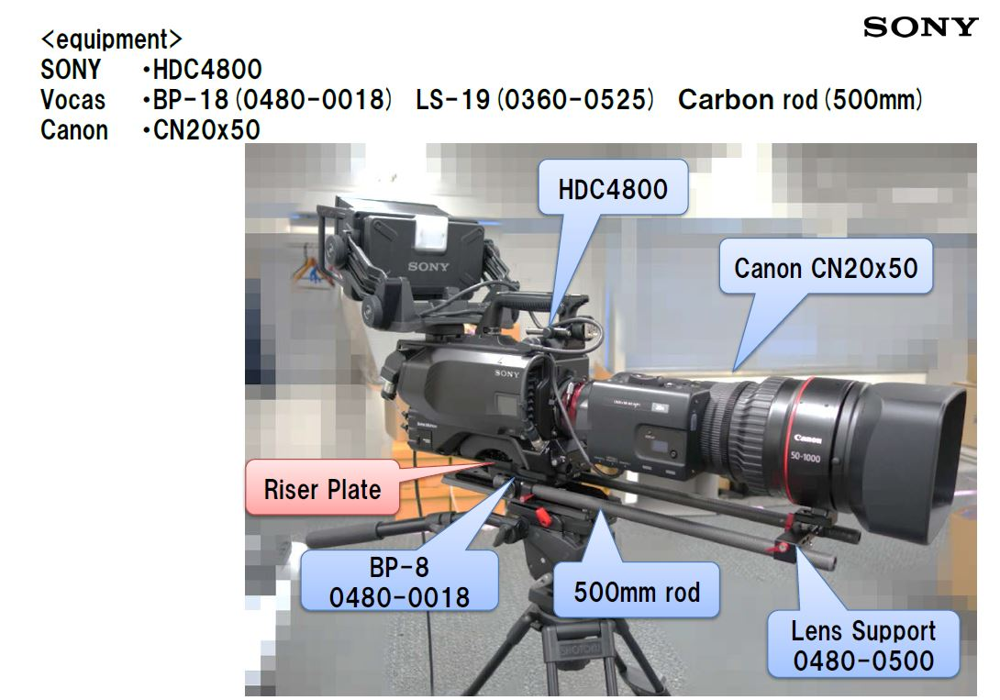 SONY
<equipment>
SONY ・HDC4800
Vocas ・BP-18(0480-0018) LS-19(0360-0525) Carbon rod(500mm)
Canon ・CN20x50
HDC4800
Canon CN20x50
SONY
SONY
Canon
50-1000
Riser Plate
BP-8
0480-0018
500mm rod
Lens Support
0480-0500
SHOTOKU